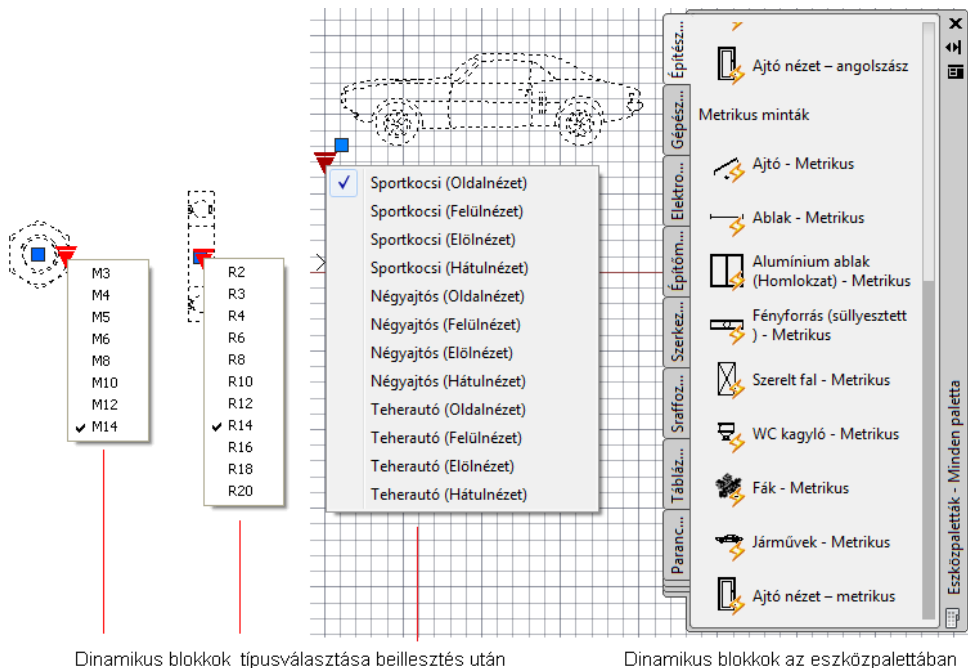 M3
M4
M5
M6
M8
M10
M12
M14
R2
R3
R4
R6
R8
R10
R12
R14
R16
R18
R20
Sportkocsi (Oldalnézet)
Sportkocsi (Felülnézet)
Sportkocsi (Elölnézet)
Sportkocsi (Hátulnézet)
Négyajtós (Oldalnézet)
Négyajtós (Felülnézet)
Négyajtós (Elölnézet)
Négyajtós (Hátulnézet)
Teherautó (Oldalnézet)
Teherautó (Felülnézet)
Teherautó (Elölnézet)
Teherautó (Hátulnézet)
Építész...
Gépész...
Elektro...
Építöm...
Szerkez...
Sraffoz...
Tábláz...
Paranc...
Ajtó nézet – angolszász
Metrikus minták
Ajtó - Metrikus
Ablak - Metrikus
Alumínium ablak
(Homlokzat) - Metrikus
Fényforrás (süllyesztett
) - Metrikus
Szerelt fal - Metrikus
WC kagyló - Metrikus
Fák - Metrikus
Járművek - Metrikus
Ajtó nézet – metrikus
Eszközpaletták - Minden paletta
Dinamikus blokkok típusválasztása beillesztés után
Dinamikus blokkok az eszközpalettában